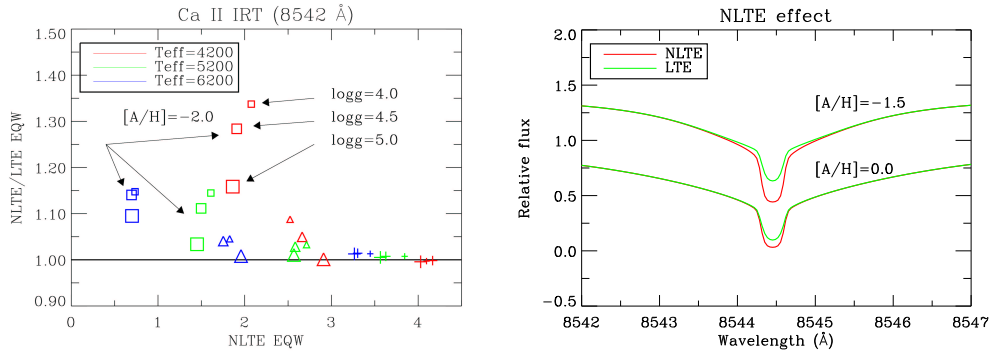 Ca II IRT (8542 Å)
1.50
1.40
1.30
1.20
1.10
1.00
0.90
NLTE/LTE EQW
Teff=4200
Teff=5200
Teff=6200
[A/H]=−2.0
logg=4.0
logg=4.5
logg=5.0
0 1 2 3 4
NLTE EQW
NLTE effect
2.0
1.5
1.0
0.5
0.0
−0.5
Relative flux
NLTE
LTE
[A/H]=−1.5
[A/H]=0.0
8542 8543 8544 8545 8546 8547
Wavelength (Å)